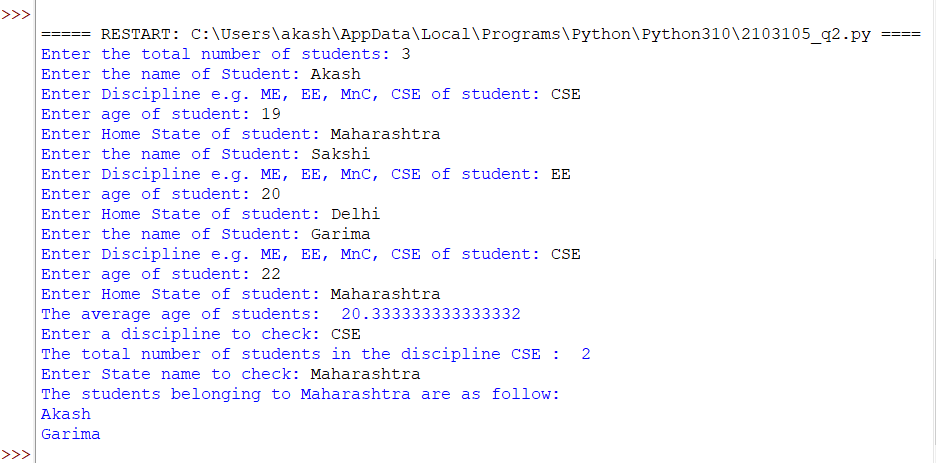 >>>
===== RESTART: C:\Users\akash\AppData\Local\Programs\Python\Python310\2103105_q2.py ====
Enter the total number of students: 3
Enter the name of Student: Akash
Enter Discipline e.g. ME, EE, MnC, CSE of student: CSE
Enter age of student: 19
Enter Home State of student: Maharashtra
Enter the name of Student: Sakshi
Enter Discipline e.g. ME, EE, MnC, CSE of student: EE
Enter age of student: 20
Enter Home State of student: Delhi
Enter the name of Student: Garima
Enter Discipline e.g. ME, EE, MnC, CSE of student: CSE
Enter age of student: 22
Enter Home State of student: Maharashtra
The average age of students:  20.333333333333332
Enter a discipline to check: CSE
The total number of students in the discipline CSE :  2
Enter State name to check: Maharashtra
The students belonging to Maharashtra are as follow:
Akash
Garima
>>>